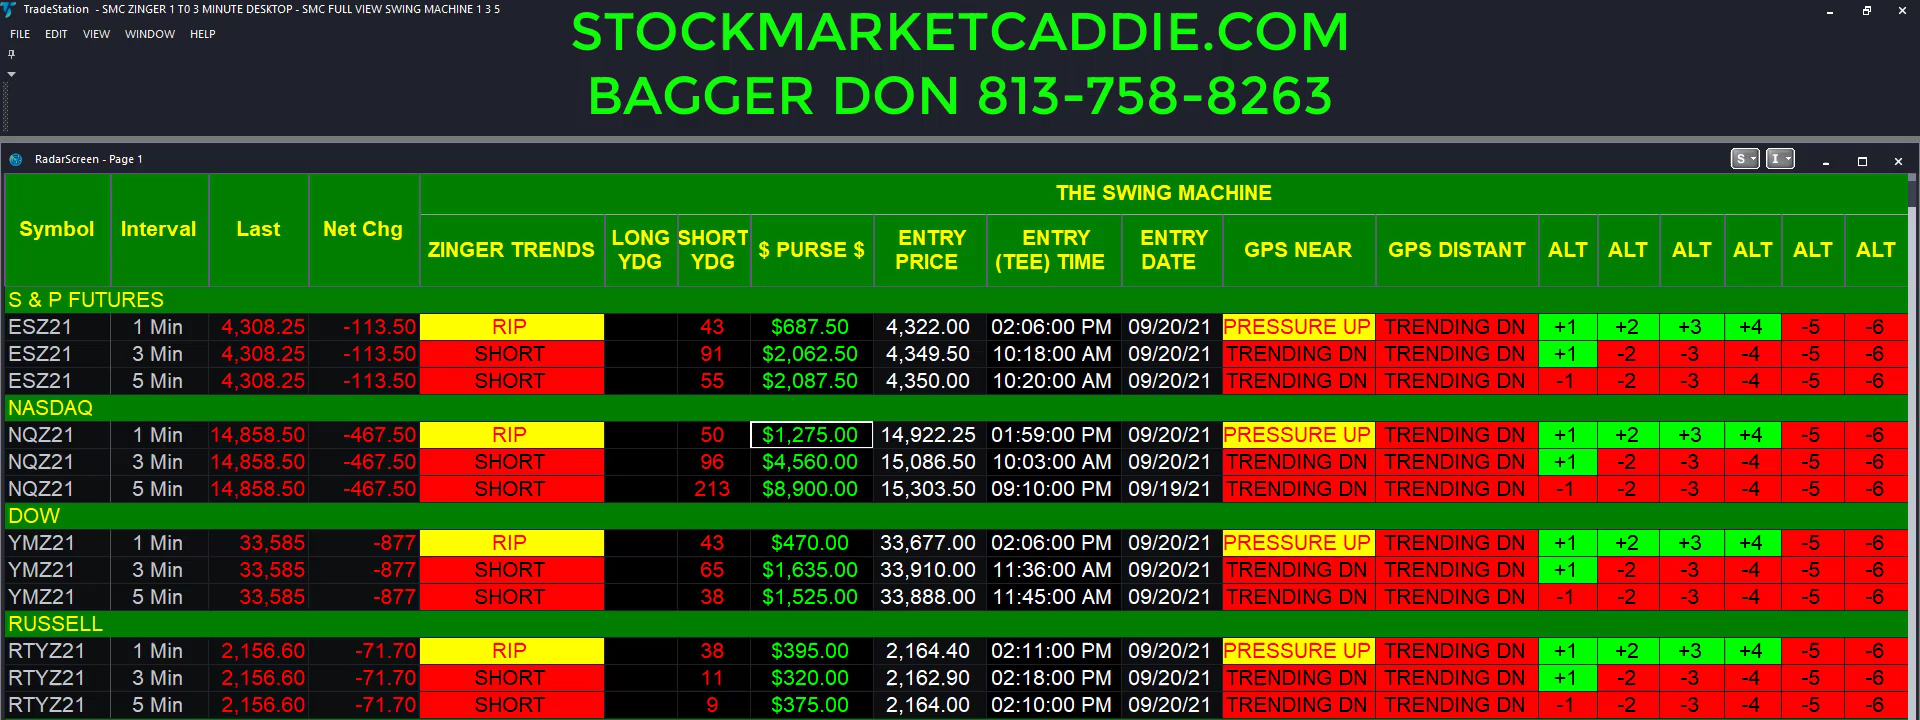 TradeStation - SMC ZINGER 1 T0 3 MINUTE DESKTOP - SMC FULL VIEW SWING MACHINE 1 3 5
FILE EDIT VIEW WINDOW HELP
STOCKMARKETCADDIE.COM
BAGGER DON 813-758-8263
RadarScreen - Page 1
S I
THE SWING MACHINE
Symbol Interval Last Net Chg ZINGER TRENDS LONG YDG SHORT YDG $ PURSE $ ENTRY PRICE ENTRY (TEE) TIME ENTRY DATE GPS NEAR GPS DISTANT ALT ALT ALT ALT ALT ALT
S & P FUTURES
ESZ21 1 Min 4,308.25 -113.50 RIP 43 $687.50 4,322.00 02:06:00 PM 09/20/21 PRESSURE UP TRENDING DN +1 +2 +3 +4 -5 -6
ESZ21 3 Min 4,308.25 -113.50 SHORT 91 $2,062.50 4,349.50 10:18:00 AM 09/20/21 TRENDING DN TRENDING DN +1 -2 -3 -4 -5 -6
ESZ21 5 Min 4,308.25 -113.50 SHORT 55 $2,087.50 4,350.00 10:20:00 AM 09/20/21 TRENDING DN TRENDING DN -1 -2 -3 -4 -5 -6
NASDAQ
NQZ21 1 Min 14,858.50 -467.50 RIP 50 $1,275.00 14,922.25 01:59:00 PM 09/20/21 PRESSURE UP TRENDING DN +1 +2 +3 +4 -5 -6
NQZ21 3 Min 14,858.50 -467.50 SHORT 96 $4,560.00 15,086.50 10:03:00 AM 09/20/21 TRENDING DN TRENDING DN +1 -2 -3 -4 -5 -6
NQZ21 5 Min 14,858.50 -467.50 SHORT 213 $8,900.00 15,303.50 09:10:00 PM 09/19/21 TRENDING DN TRENDING DN -1 -2 -3 -4 -5 -6
DOW
YMZ21 1 Min 33,585 -877 RIP 43 $470.00 33,677.00 02:06:00 PM 09/20/21 PRESSURE UP TRENDING DN +1 +2 +3 +4 -5 -6
YMZ21 3 Min 33,585 -877 SHORT 65 $1,635.00 33,910.00 11:36:00 AM 09/20/21 TRENDING DN TRENDING DN +1 -2 -3 -4 -5 -6
YMZ21 5 Min 33,585 -877 SHORT 38 $1,525.00 33,888.00 11:45:00 AM 09/20/21 TRENDING DN TRENDING DN -1 -2 -3 -4 -5 -6
RUSSELL
RTYZ21 1 Min 2,156.60 -71.70 RIP 38 $395.00 2,164.40 02:11:00 PM 09/20/21 PRESSURE UP TRENDING DN +1 +2 +3 +4 -5 -6
RTYZ21 3 Min 2,156.60 -71.70 SHORT 11 $320.00 2,162.90 02:18:00 PM 09/20/21 TRENDING DN TRENDING DN +1 -2 -3 -4 -5 -6
RTYZ21 5 Min 2,156.60 -71.70 SHORT 9 $375.00 2,164.00 02:10:00 PM 09/20/21 TRENDING DN TRENDING DN -1 -2 -3 -4 -5 -6